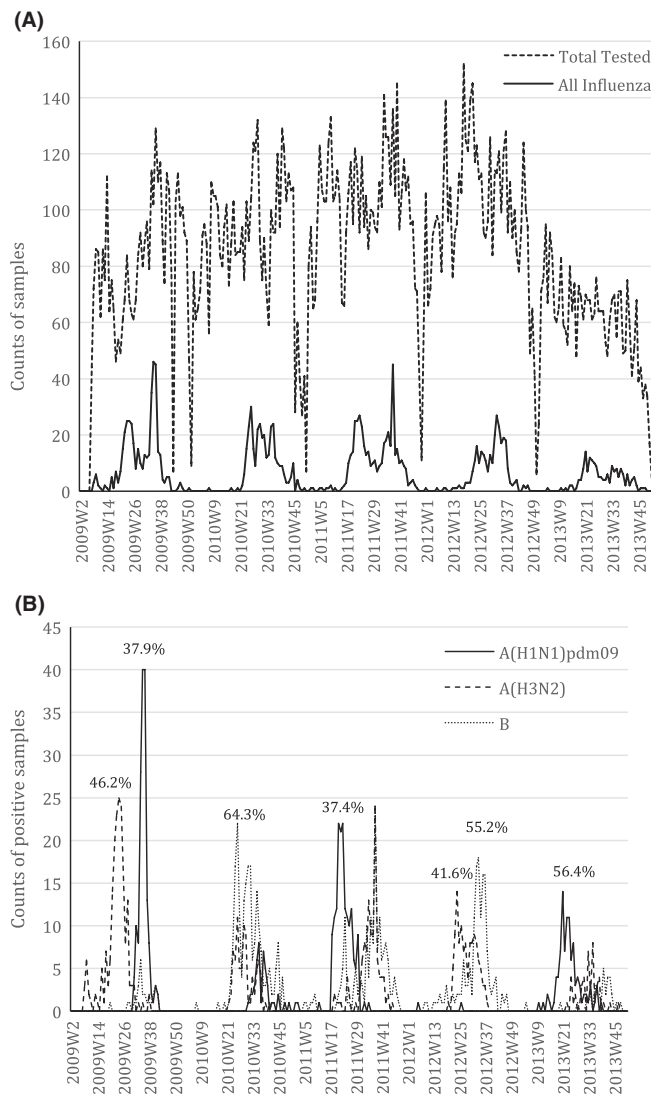 (A)
160
140
120
100
80
60
40
20
0
Counts of samples
Total Tested
All Influenza
2009W2
2009W14
2009W26
2009W38
2009W50
2010W9
2010W21
2010W33
2010W45
2011W5
2011W17
2011W29
2011W41
2012W1
2012W13
2012W25
2012W37
2012W49
2013W9
2013W21
2013W33
2013W45
(B)
45
40
35
30
25
20
15
10
5
0
Counts of positive samples
37.9%
46.2%
64.3%
37.4%
41.6%
55.2%
56.4%
A(H1N1)pdm09
A(H3N2)
B
2009W2
2009W14
2009W26
2009W38
2009W50
2010W9
2010W21
2010W33
2010W45
2011W5
2011W17
2011W29
2011W41
2012W1
2012W13
2012W25
2012W37
2012W49
2013W9
2013W21
2013W33
2013W45